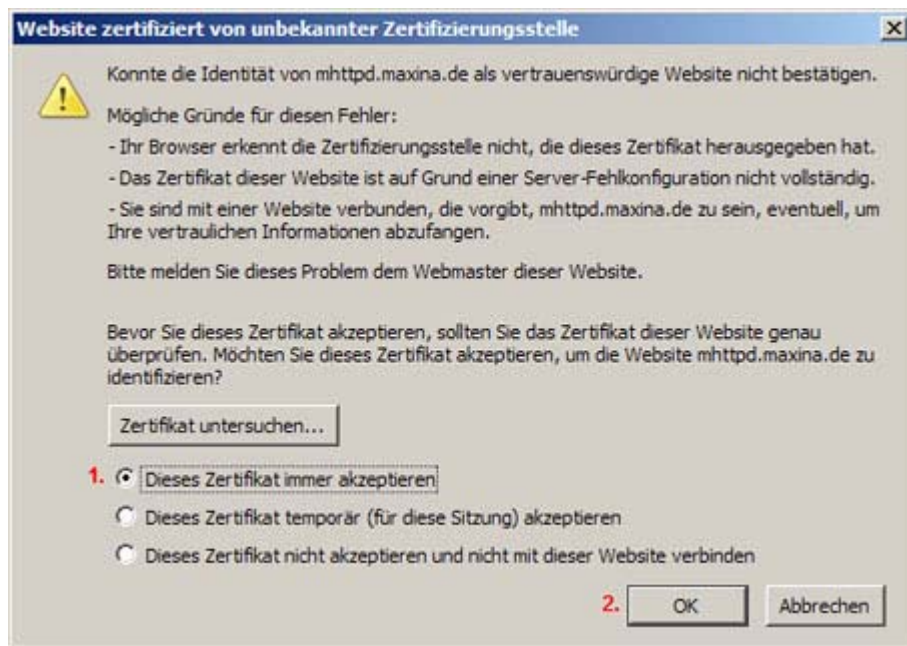 Website zertifiziert von unbekannter Zertifizierungsstelle
Konnte die Identität von mhttpd.maxina.de als vertrauenswürdige Website nicht bestätigen.
Mögliche Gründe für diesen Fehler:
- Ihr Browser erkennt die Zertifizierungsstelle nicht, die dieses Zertifikat herausgegeben hat.
- Das Zertifikat dieser Website ist auf Grund einer Server-Fehlkonfiguration nicht vollständig.
- Sie sind mit einer Website verbunden, die vorgibt, mhttpd.maxina.de zu sein, eventuell, um
Ihre vertraulichen Informationen abzufangen.
Bitte melden Sie dieses Problem dem Webmaster dieser Website.
Bevor Sie dieses Zertifikat akzeptieren, sollten Sie das Zertifikat dieser Website genau
überprüfen. Möchten Sie dieses Zertifikat akzeptieren, um die Website mhttpd.maxina.de zu
identifizieren?
Zertifikat untersuchen...
1. Dieses Zertifikat immer akzeptieren
Dieses Zertifikat temporär (für diese Sitzung) akzeptieren
Dieses Zertifikat nicht akzeptieren und nicht mit dieser Website verbinden
2. OK Abbrechen